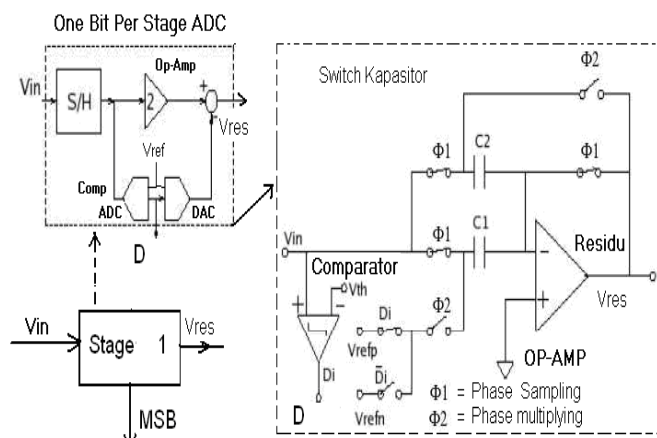 One Bit Per Stage ADC
Op-Amp
Vin
S/H
2
+
-
Vres
Vref
Comp
ADC
DAC
D
Vin
Stage 1
Vres
MSB
Switch Kapasitor
Φ2
Φ1
C2
Φ1
Vin
Φ1
C1
Comparator
Vth
+
-
Di
Φ2
Vrefp
D̅i
Vrefn
Di
D
Residu
-
+
Vres
OP-AMP
Φ1 = Phase Sampling
Φ2 = Phase multiplying